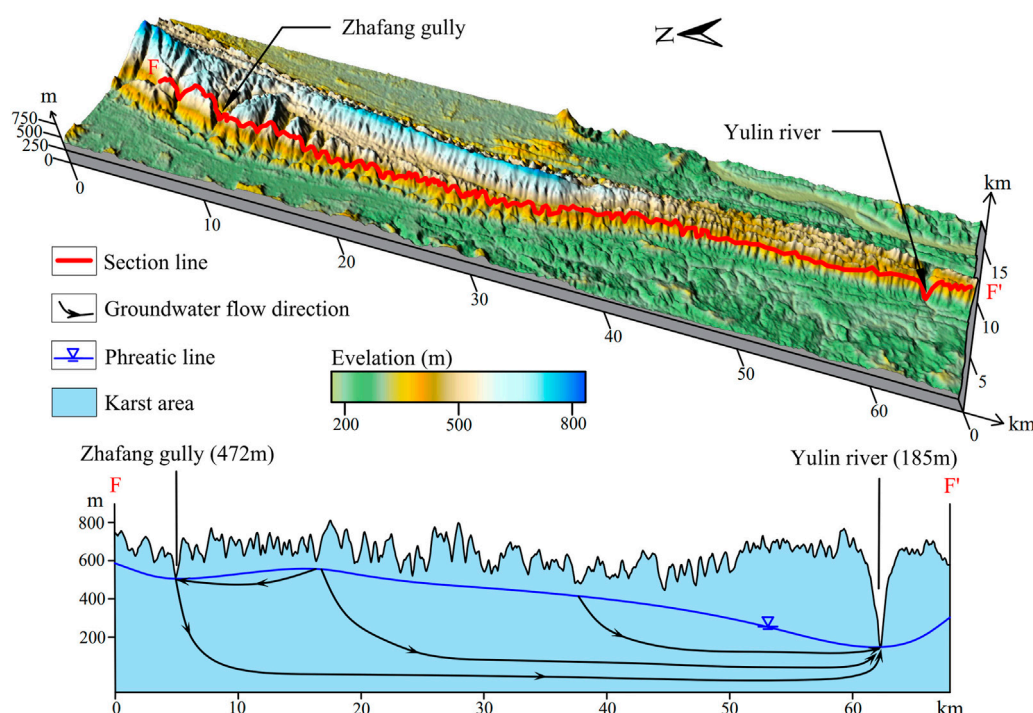 Zhafang gully
N
F
m
750
500
250
0
Yulin river
km
0
10
20
30
40
50
60
15
10
5
0
km
F'
Section line
Groundwater flow direction
Phreatic line
Karst area
Evelation (m)
200 500 800
Zhafang gully (472m)
Yulin river (185m)
F
F'
m
800
600
400
200
0 10 20 30 40 50 60 km